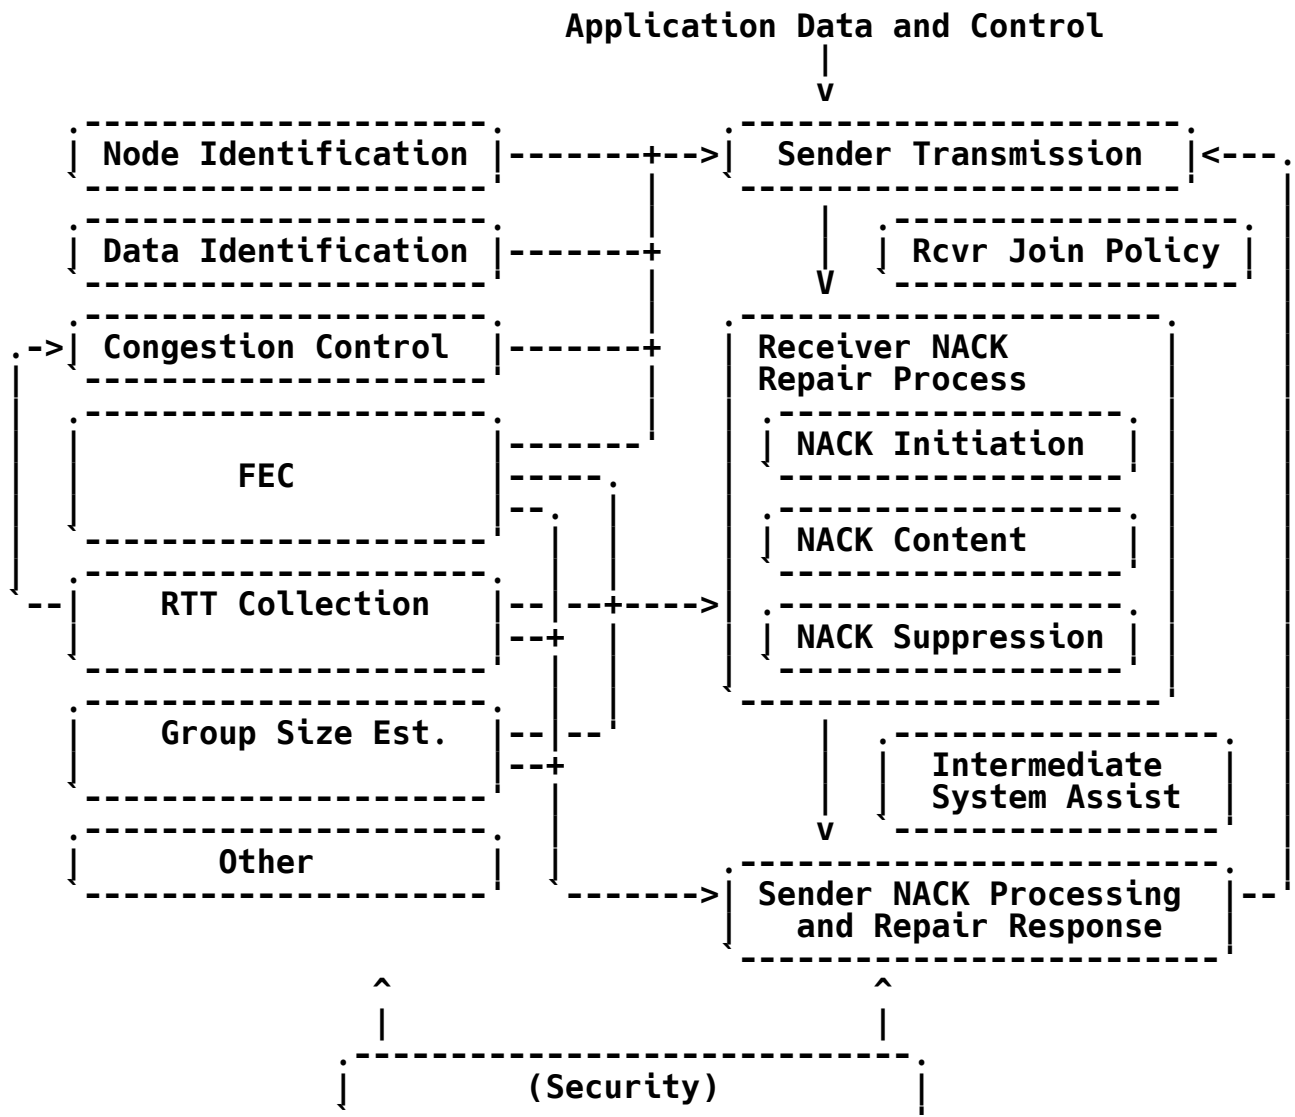 Application Data and Control
Node Identification
Sender Transmission
Data Identification
Rcvr Join Policy
Congestion Control
Receiver NACK
Repair Process
NACK Initiation
FEC
NACK Content
RTT Collection
NACK Suppression
Group Size Est.
Intermediate
System Assist
Other
Sender NACK Processing
and Repair Response
(Security)